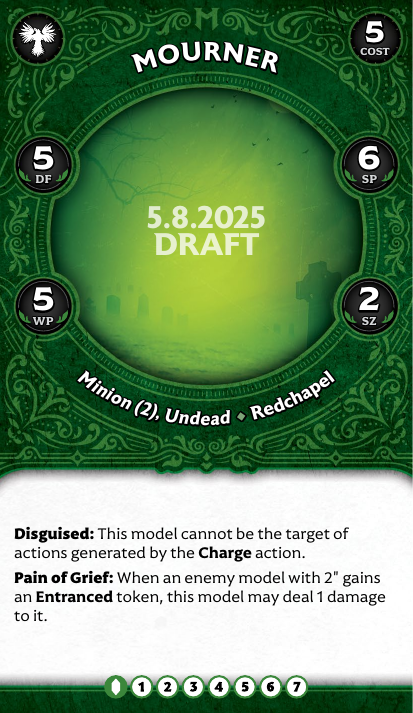 M
MOURNER
5
COST
5
DF
6
SP
5.8.2025
DRAFT
5
WP
2
SZ
Minion (2), Undead ⬥ Redchapel
Disguised: This model cannot be the target of
actions generated by the Charge action.
Pain of Grief: When an enemy model with 2" gains
an Entranced token, this model may deal 1 damage
to it.
1 2 3 4 5 6 7